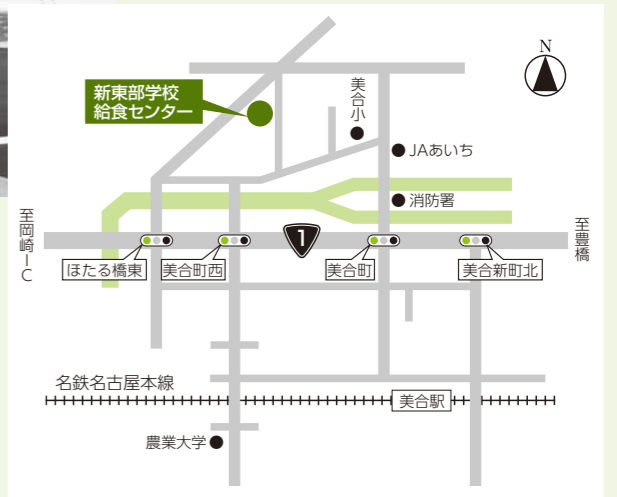 N
新東部学校
給食センター
美合小
JAあいち
消防署
至岡崎IC
至豊橋
1
ほたる橋東
美合町西
美合町
美合新町北
名鉄名古屋本線
美合駅
農業大学